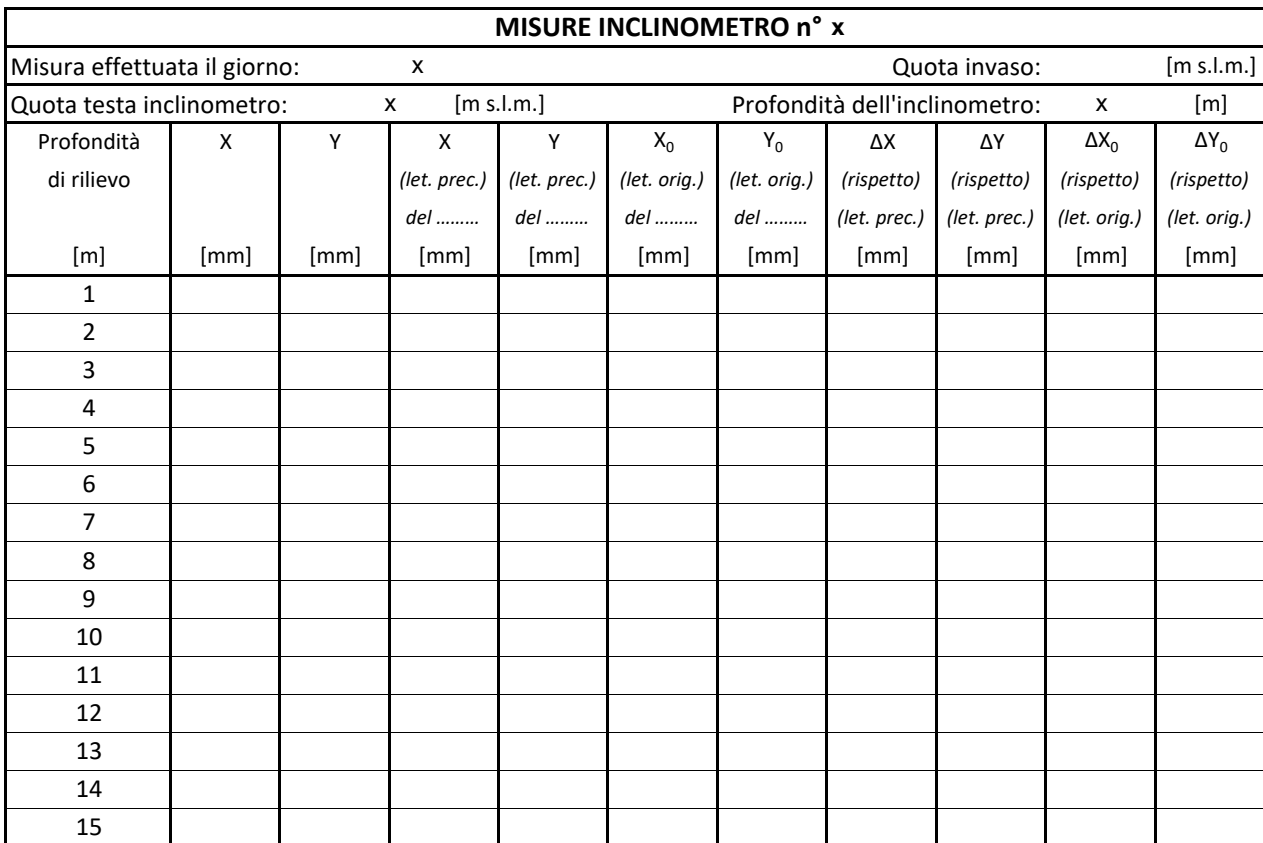 MISURE INCLINOMETRO n° x
Misura effettuata il giorno: x Quota invaso: [m s.l.m.]
Quota testa inclinometro: x [m s.l.m.] Profondità dell'inclinometro: x [m]
Profondità X Y X Y X₀ Y₀ ΔX ΔY ΔX₀ ΔY₀
di rilievo (let. prec.) (let. prec.) (let. orig.) (let. orig.) (rispetto) (rispetto) (rispetto) (rispetto)
del ......... del ......... del ......... del ......... (let. prec.) (let. prec.) (let. orig.) (let. orig.)
[m] [mm] [mm] [mm] [mm] [mm] [mm] [mm] [mm] [mm] [mm]
1
2
3
4
5
6
7
8
9
10
11
12
13
14
15